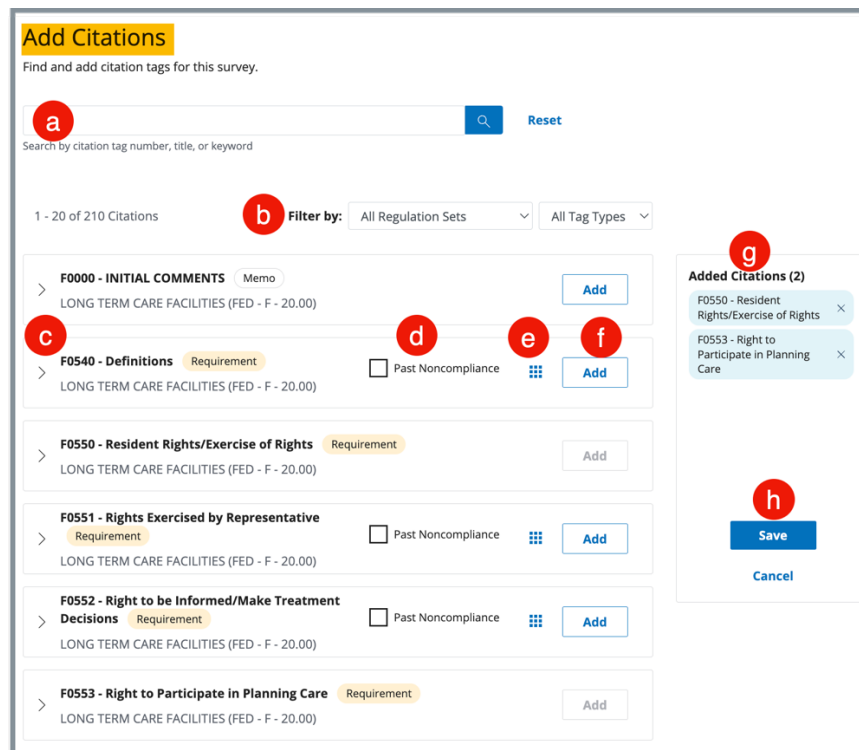 Add Citations
Find and add citation tags for this survey.
a
Reset
Search by citation tag number, title, or keyword
1 - 20 of 210 Citations
b
Filter by:
All Regulation Sets
All Tag Types
F0000 - INITIAL COMMENTS Memo
LONG TERM CARE FACILITIES (FED - F - 20.00)
Add
c
d
e
f
F0540 - Definitions Requirement
LONG TERM CARE FACILITIES (FED - F - 20.00)
Past Noncompliance
Add
F0550 - Resident Rights/Exercise of Rights Requirement
LONG TERM CARE FACILITIES (FED - F - 20.00)
Add
F0551 - Rights Exercised by Representative
Requirement
LONG TERM CARE FACILITIES (FED - F - 20.00)
Past Noncompliance
Add
F0552 - Right to be Informed/Make Treatment
Decisions Requirement
LONG TERM CARE FACILITIES (FED - F - 20.00)
Past Noncompliance
Add
F0553 - Right to Participate in Planning Care Requirement
LONG TERM CARE FACILITIES (FED - F - 20.00)
Add
g
Added Citations (2)
F0550 - Resident
Rights/Exercise of Rights
F0553 - Right to
Participate in Planning
Care
h
Save
Cancel